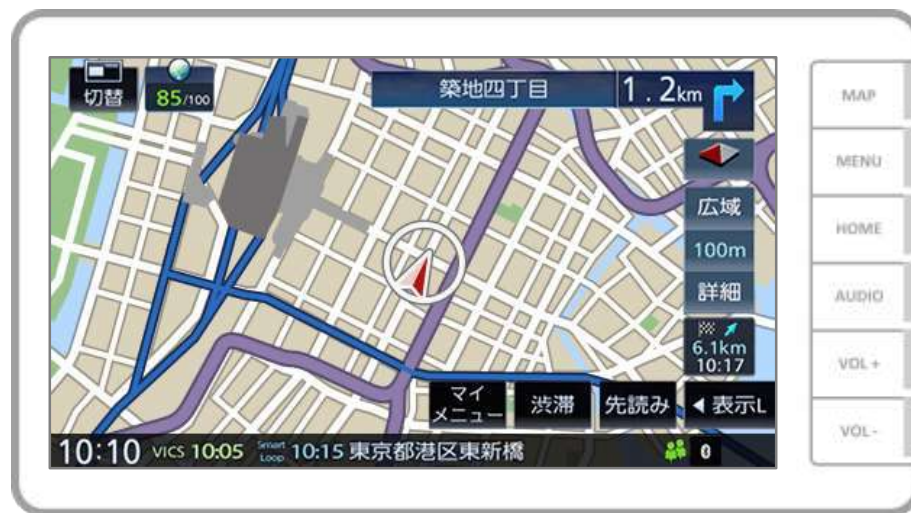 切替
85/100
築地四丁目 1.2km
広域
100m
詳細
6.1km
10:17
マイ
メニュー
渋滞
先読み
◀ 表示L
10:10 VICS 10:05 Smart Loop 10:15 東京都港区東新橋
MAP
MENU
HOME
AUDIO
VOL +
VOL -